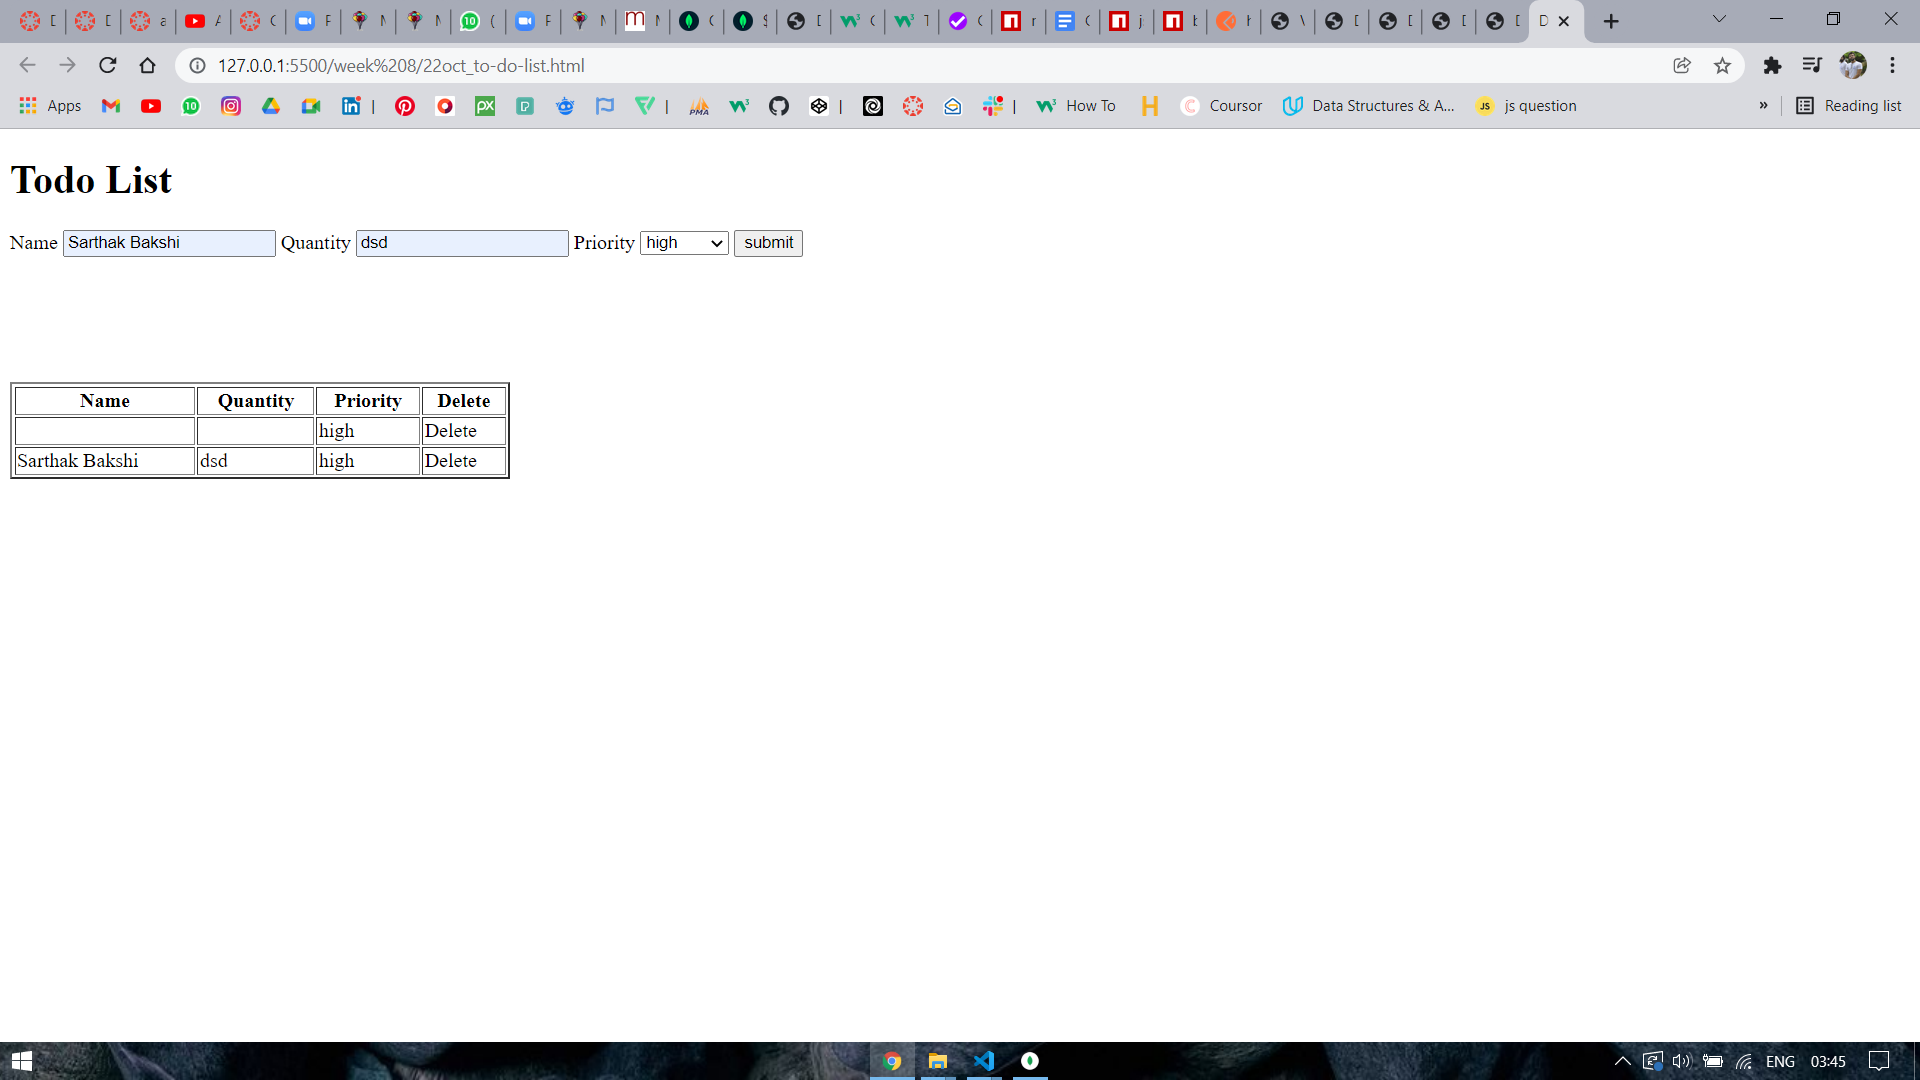 127.0.0.1:5500/week%208/22oct_to-do-list.html
Apps | | | How To Coursor Data Structures & A... js question » Reading list
Todo List
Name Sarthak Bakshi Quantity dsd Priority high submit
Name Quantity Priority Delete
high Delete
Sarthak Bakshi dsd high Delete
ENG 03:45